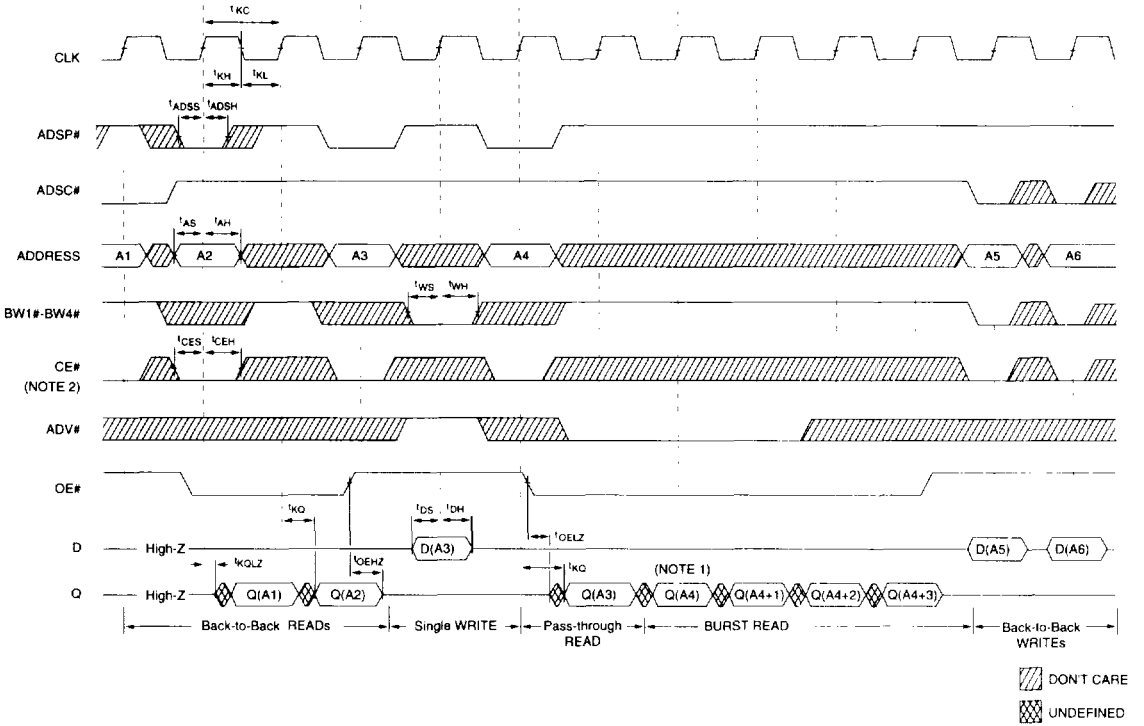 tKC
CLK
tKH
tKL
tADSS
tADSH
ADSP#
ADSC#
tAS
tAH
ADDRESS
A1
A2
A3
A4
A5
A6
tWS
tWH
BW1#-BW4#
tCES
tCEH
CE#
(NOTE 2)
ADV#
OE#
tKQ
tDS
tDH
tOELZ
D
High-Z
D(A3)
D(A5)
D(A6)
tKQLZ
tOEHZ
tKQ
(NOTE 1)
Q
High-Z
Q(A1)
Q(A2)
Q(A3)
Q(A4)
Q(A4+1)
Q(A4+2)
Q(A4+3)
Back-to-Back READs
Single WRITE
Pass-through
READ
BURST READ
Back-to-Back
WRITEs
DON'T CARE
UNDEFINED